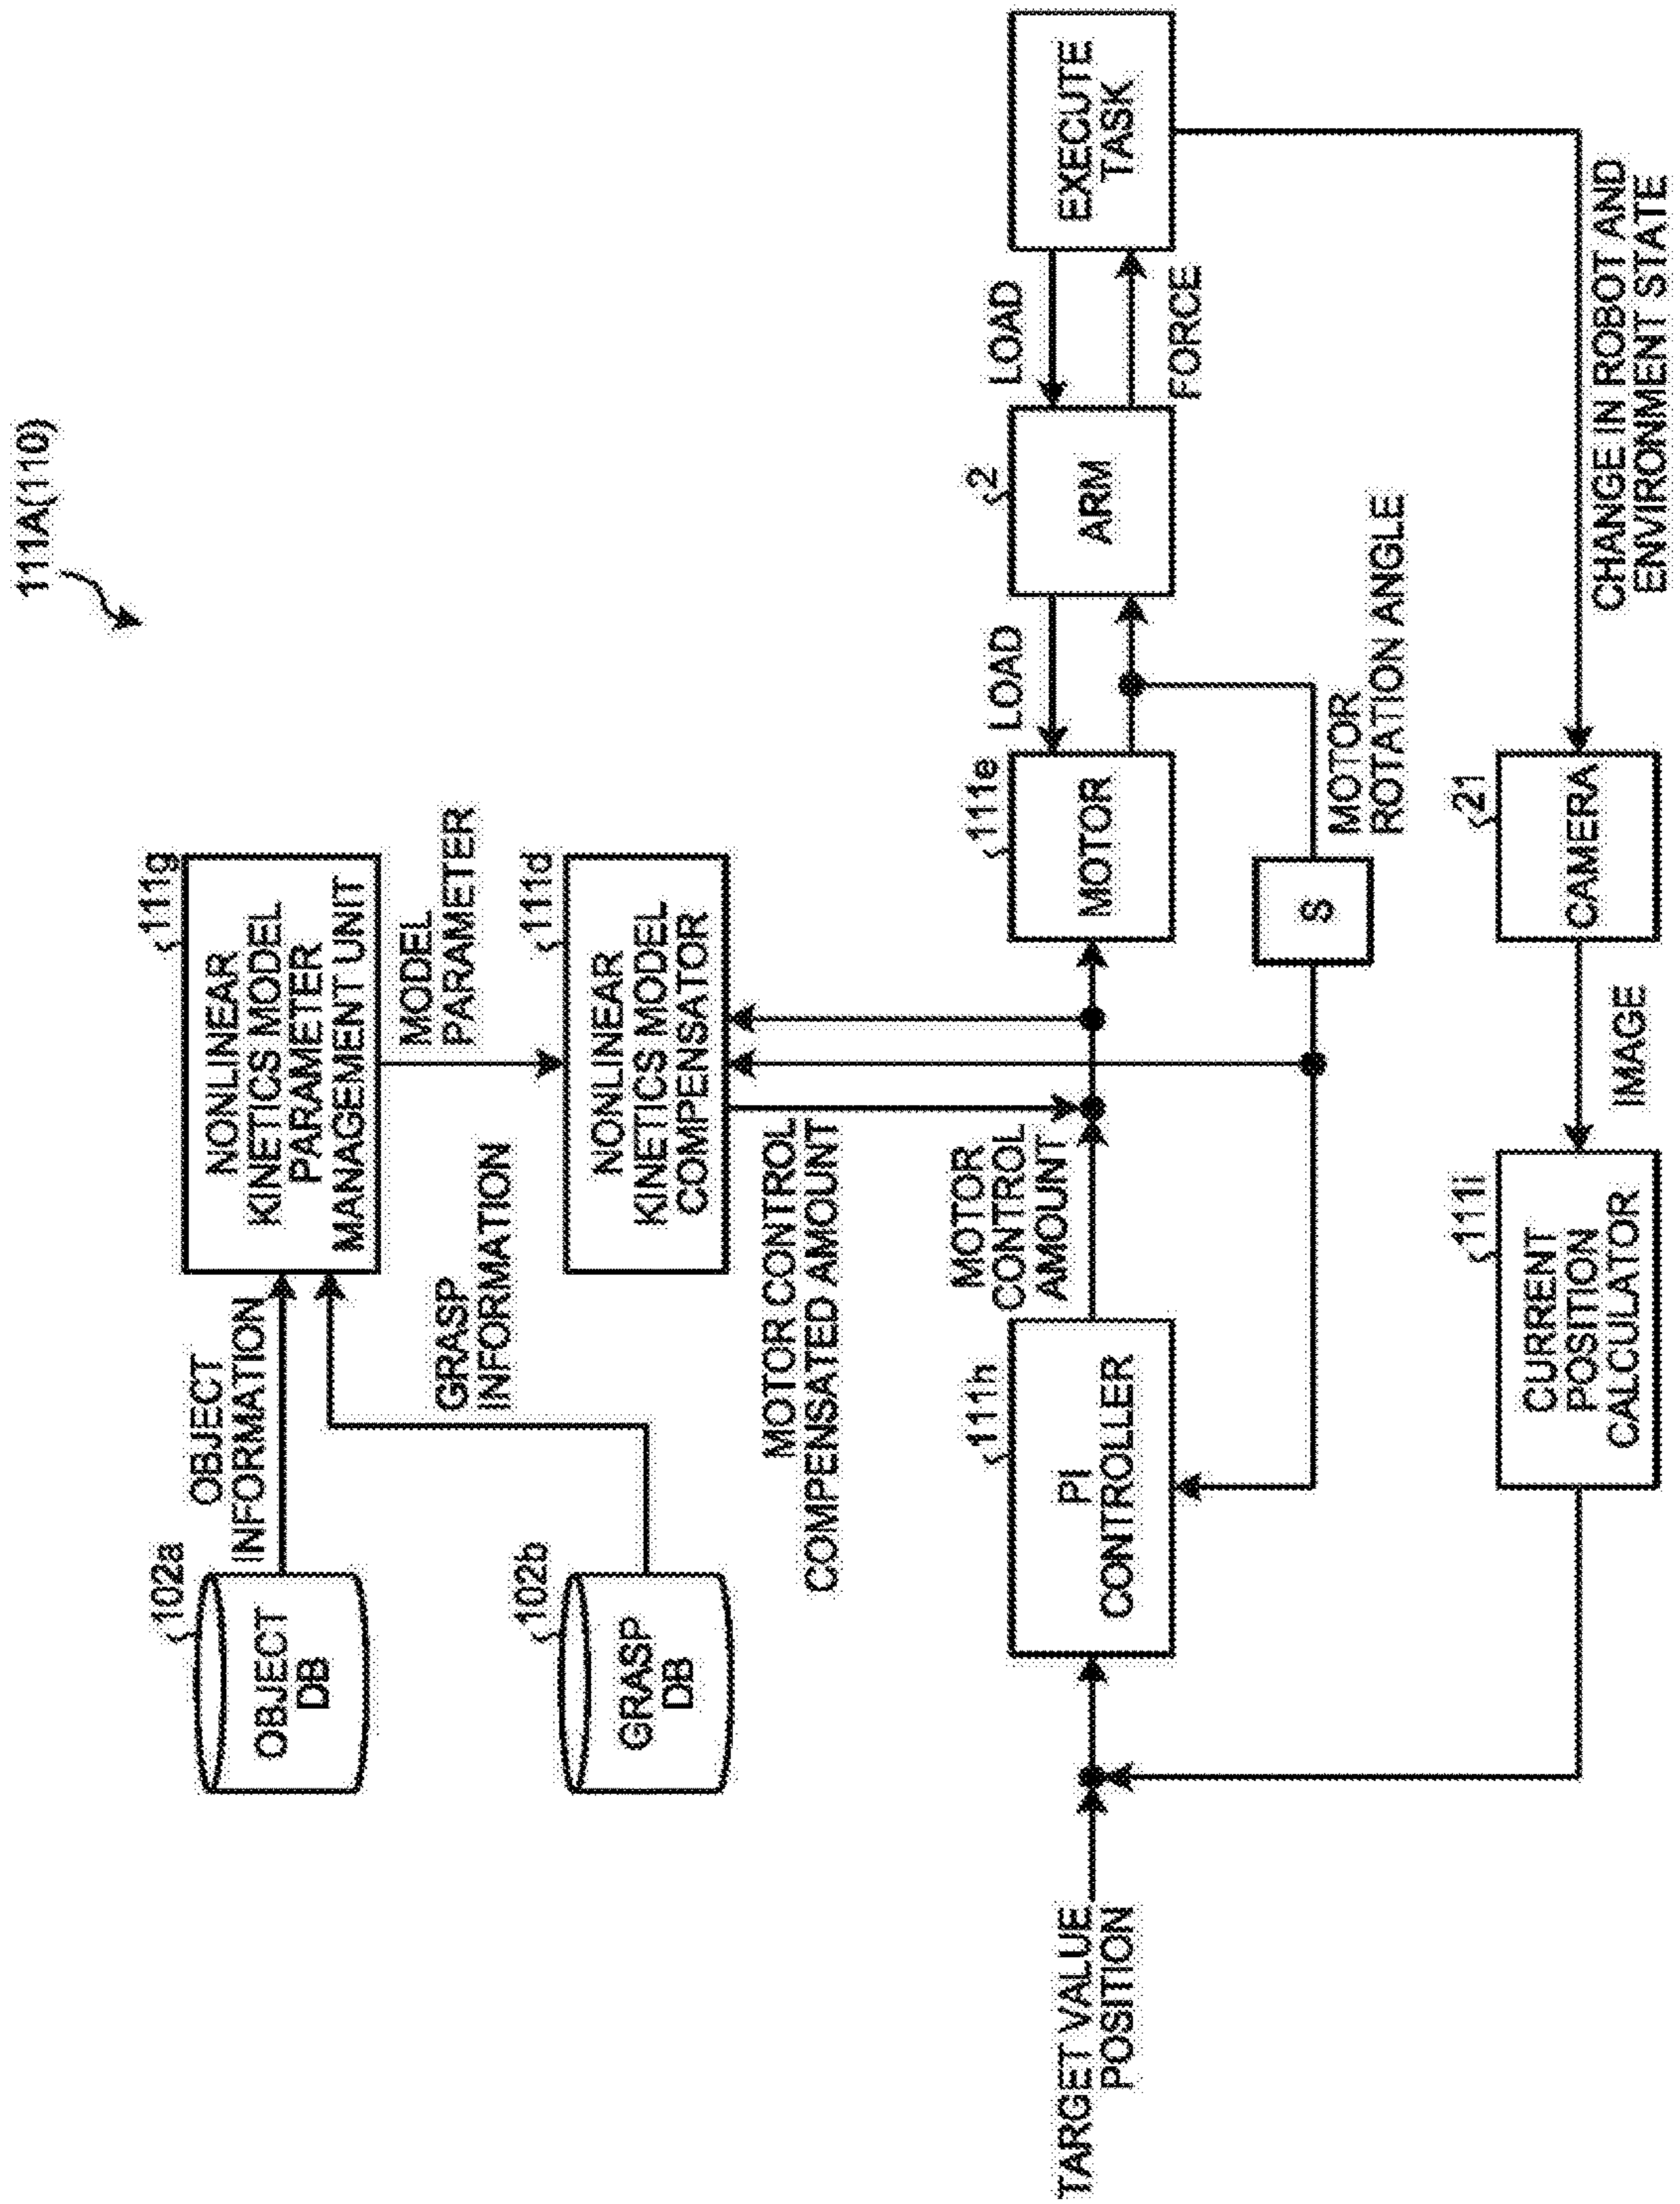 111A(110)
102a
OBJECT
DB
OBJECT
INFORMATION
111g
NONLINEAR
KINETICS MODEL
PARAMETER
MANAGEMENT UNIT
102b
GRASP
DB
GRASP
INFORMATION
MODEL
PARAMETER
111d
NONLINEAR
KINETICS MODEL
COMPENSATOR
MOTOR CONTROL
COMPENSATED AMOUNT
TARGET VALUE
POSITION
111h
PI
CONTROLLER
MOTOR
CONTROL
AMOUNT
111e
MOTOR
LOAD
2
ARM
LOAD
FORCE
EXECUTE
TASK
S
MOTOR
ROTATION ANGLE
111i
CURRENT
POSITION
CALCULATOR
IMAGE
21
CAMERA
CHANGE IN ROBOT AND
ENVIRONMENT STATE